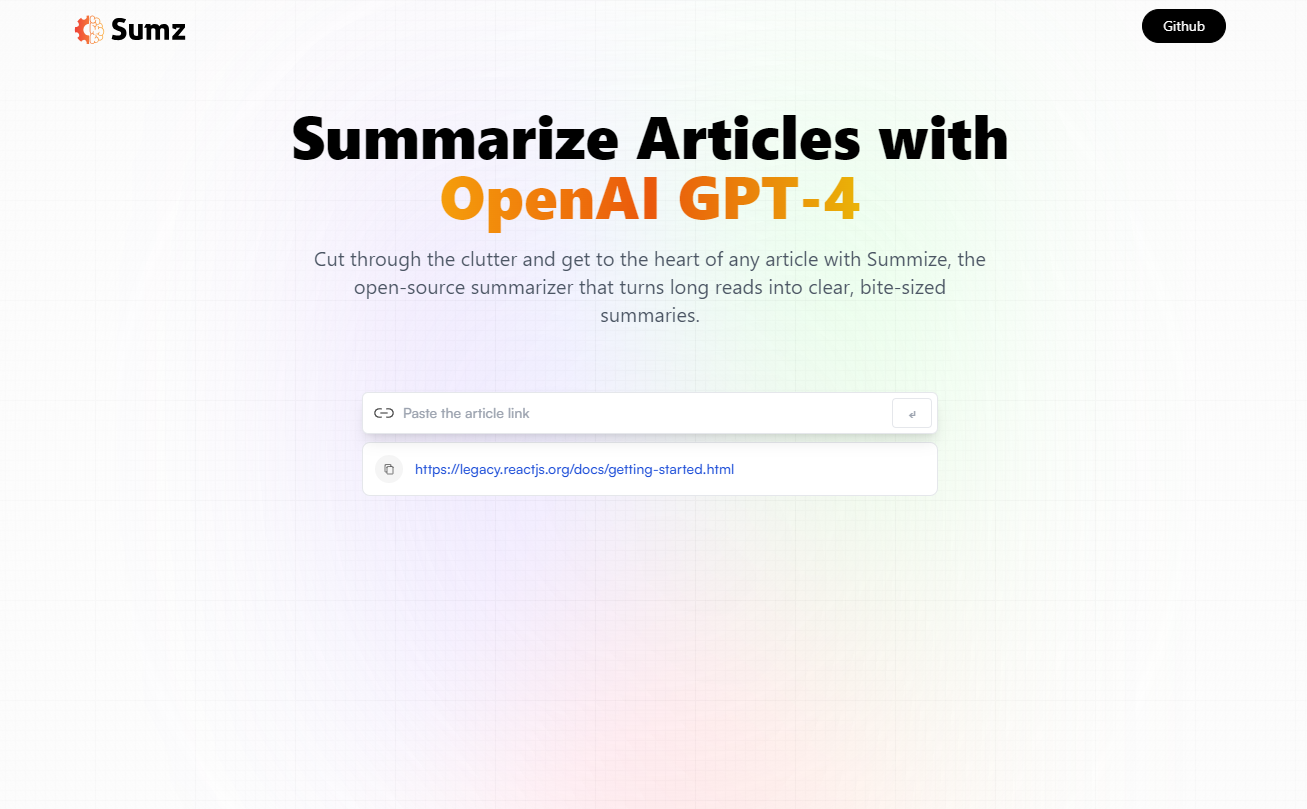 Sumz
Github
Summarize Articles with
OpenAI GPT-4
Cut through the clutter and get to the heart of any article with Summize, the
open-source summarizer that turns long reads into clear, bite-sized
summaries.
Paste the article link
https://legacy.reactjs.org/docs/getting-started.html